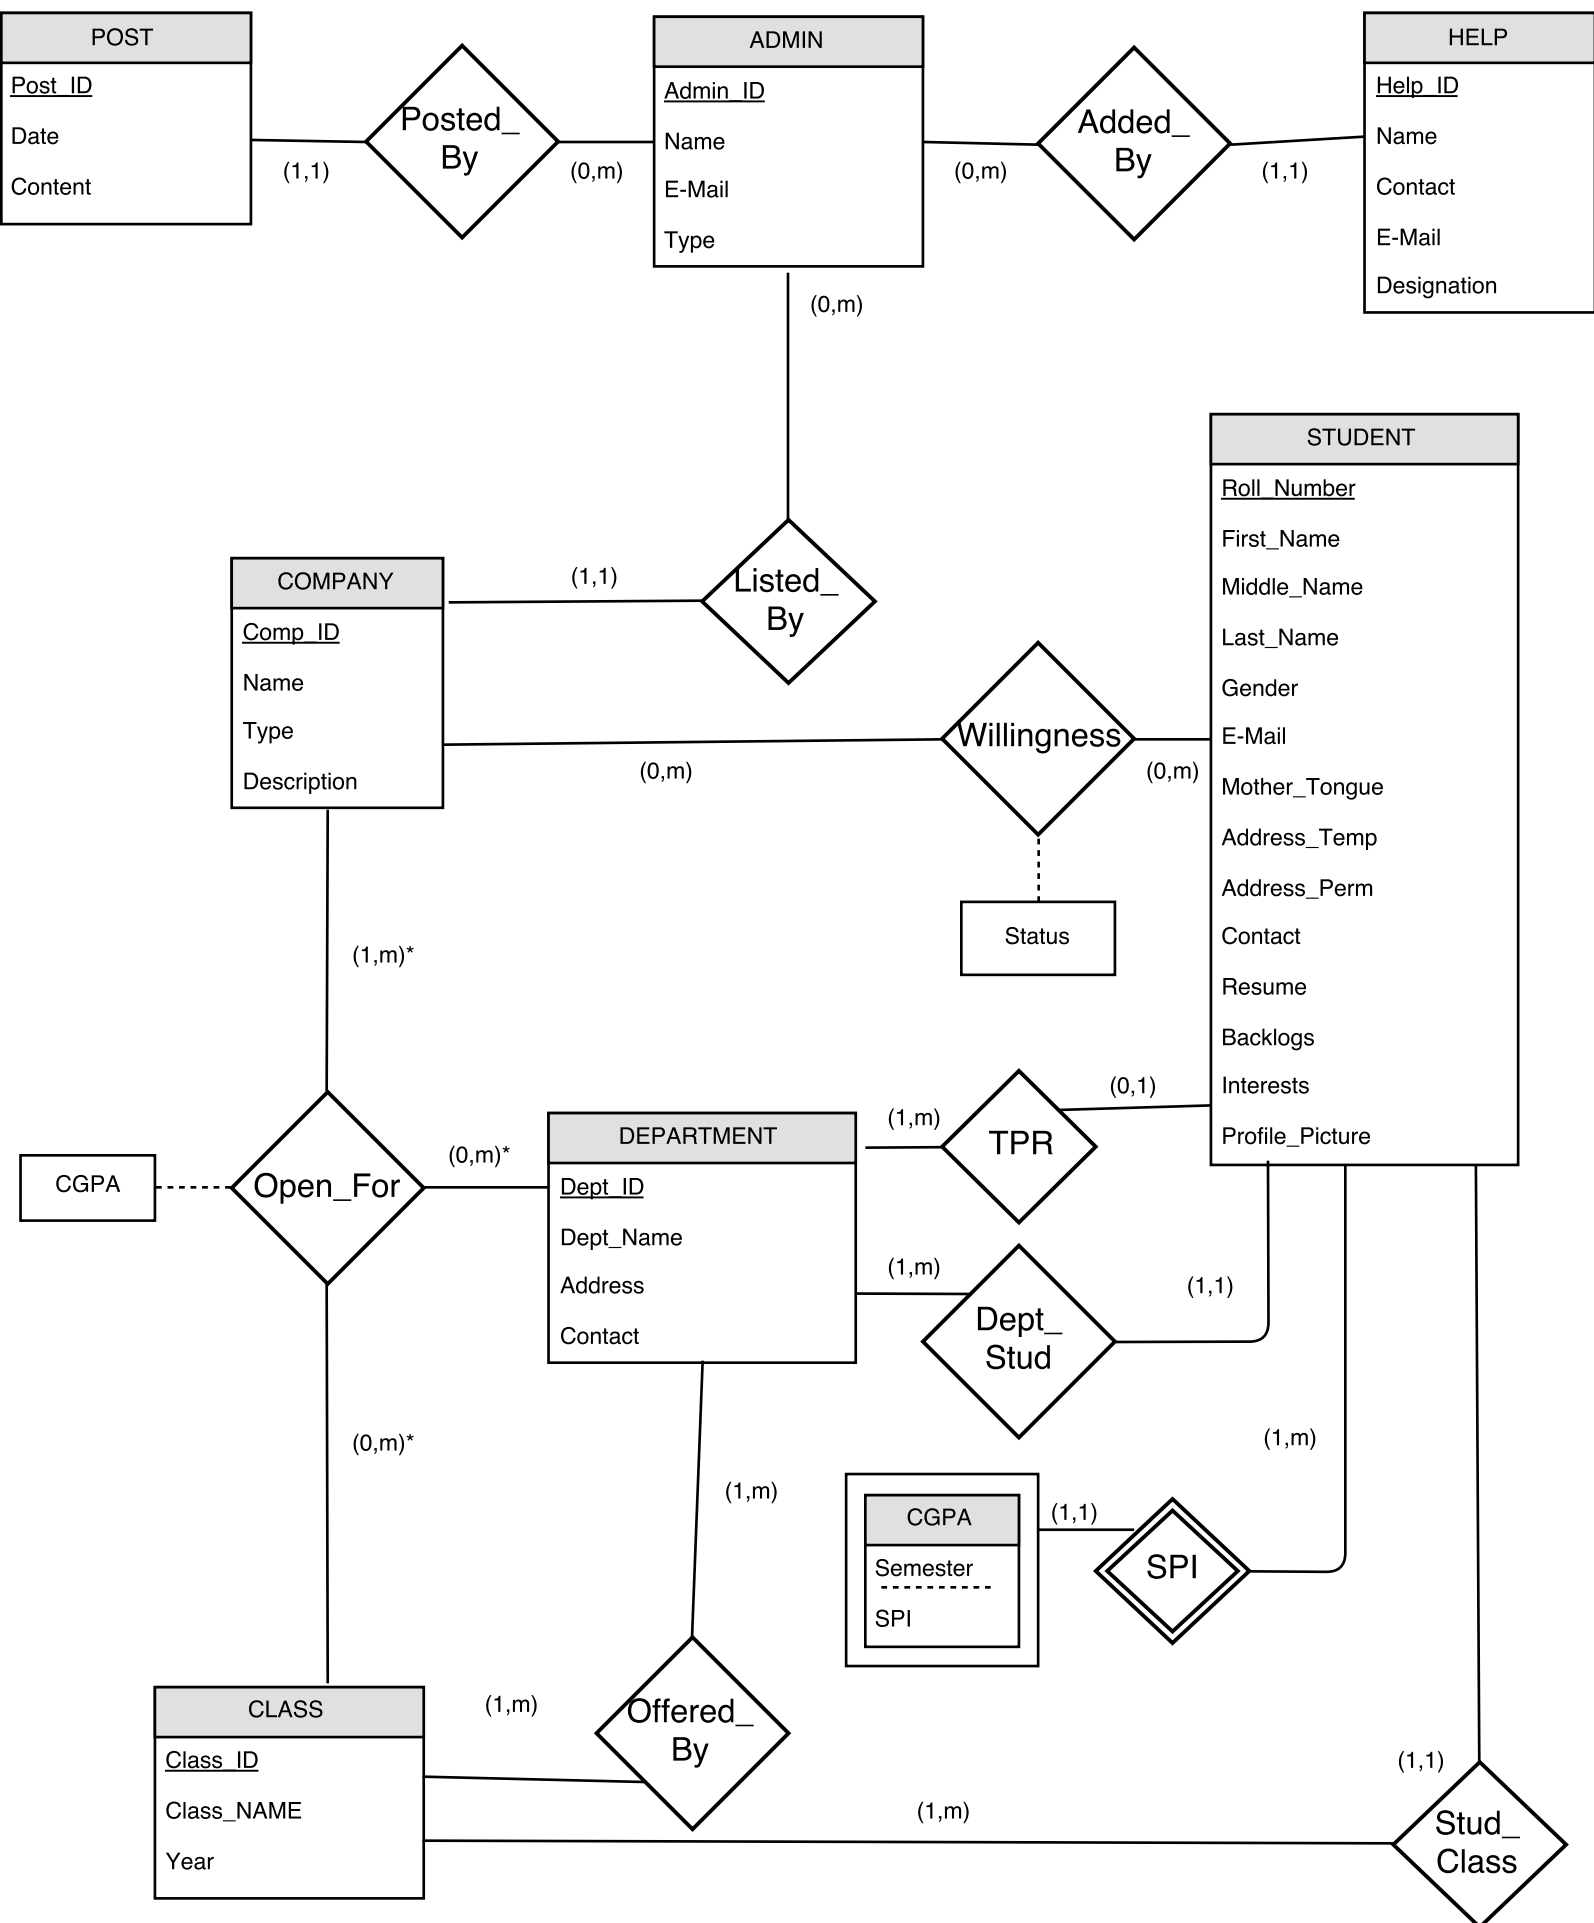 POST
Post_ID
Date
Content
(1,1)
Posted_
By
(0,m)
ADMIN
Admin_ID
Name
E-Mail
Type
(0,m)
Added_
By
(1,1)
HELP
Help_ID
Name
Contact
E-Mail
Designation
(0,m)
STUDENT
Roll_Number
First_Name
Middle_Name
Last_Name
Gender
E-Mail
Mother_Tongue
Address_Temp
Address_Perm
Contact
Resume
Backlogs
Interests
Profile_Picture
COMPANY
Comp_ID
Name
Type
Description
(1,1)
Listed_
By
(0,m)
Willingness
(0,m)
Status
(1,m)*
CGPA
Open_For
(0,m)*
DEPARTMENT
Dept_ID
Dept_Name
Address
Contact
(1,m)
TPR
(0,1)
(1,m)
Dept_
Stud
(1,1)
(0,m)*
(1,m)
(1,m)
CGPA
Semester
SPI
(1,1)
SPI
CLASS
Class_ID
Class_NAME
Year
(1,m)
Offered_
By
(1,m)
(1,1)
Stud_
Class